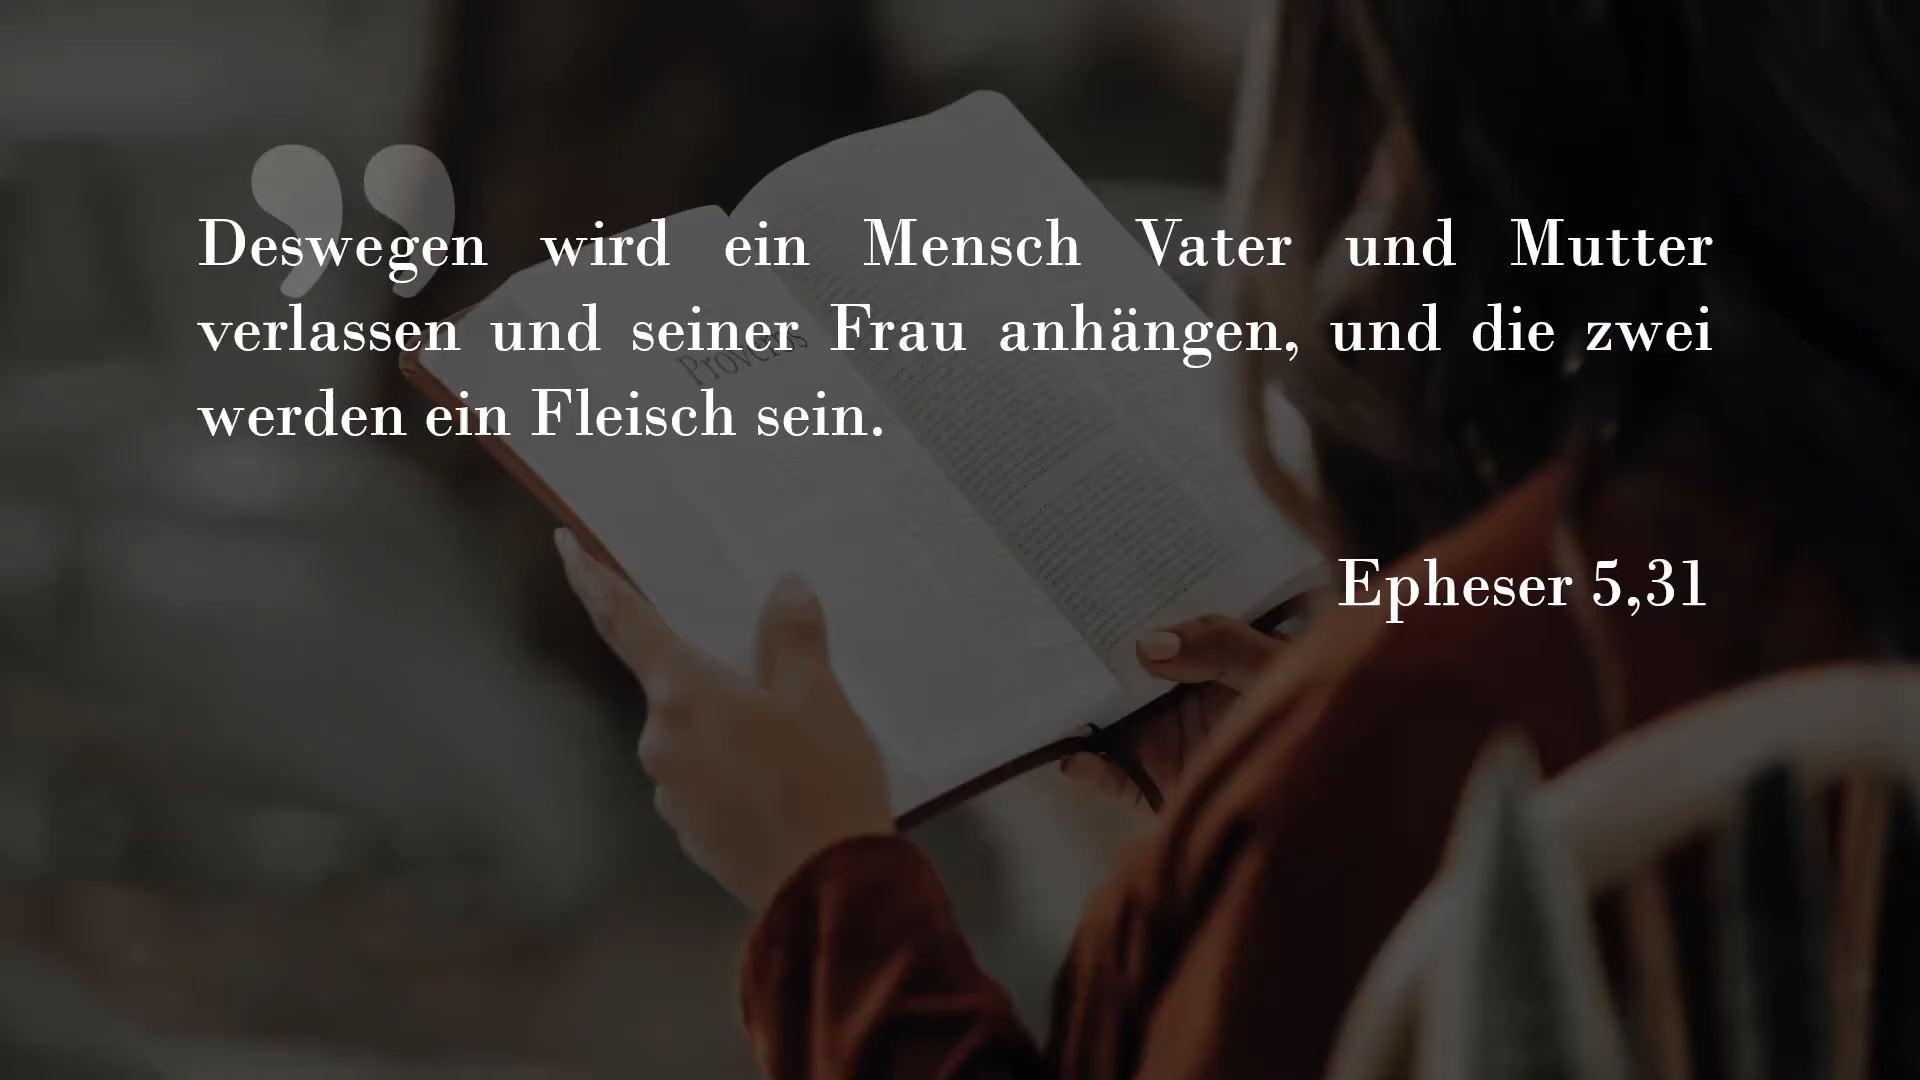 Deswegen wird ein Mensch Vater und Mutter
verlassen und seiner Frau anhängen, und die zwei
werden ein Fleisch sein.
Epheser 5,31
Proverbs